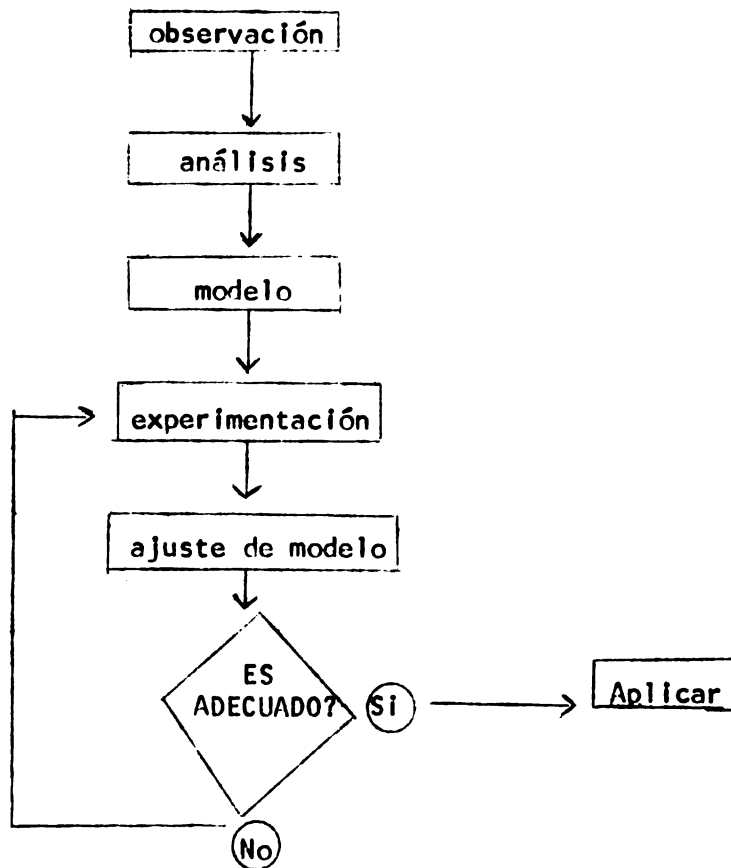 observación
análisis
modelo
experimentación
ajuste de modelo
ES
ADECUADO?
Si
Aplicar
No